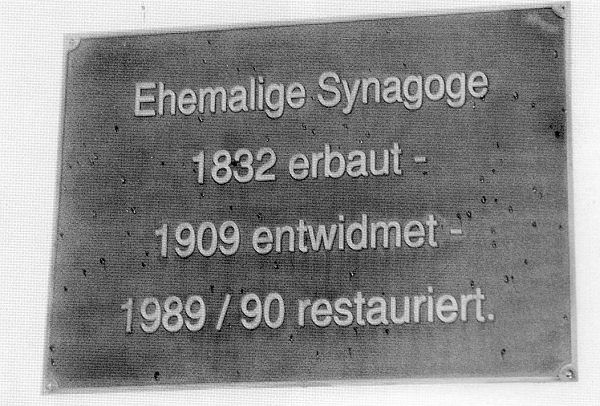 Ehemalige Synagoge
1832 erbaut -
1909 entwidmet -
1989 / 90 restauriert.